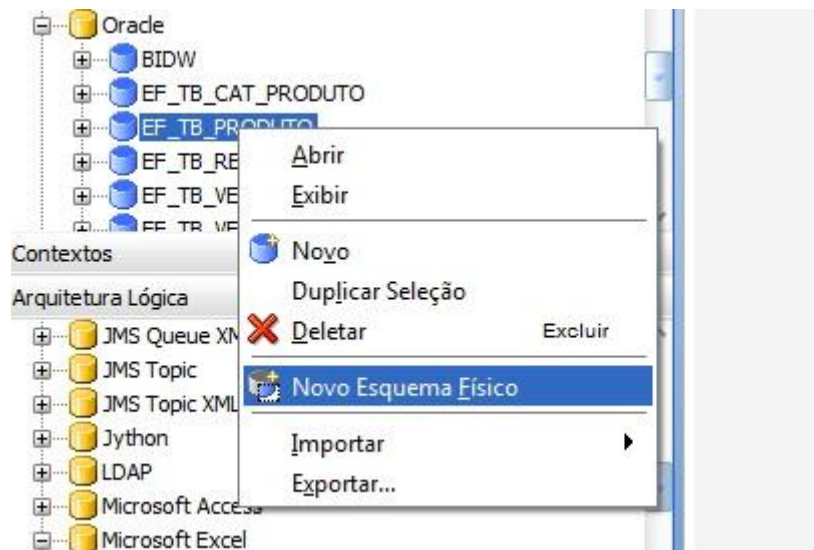 Oracle
BIDW
EF_TB_CAT_PRODUTO
EF_TB_PRODUTO
EF_TB_RE
EF_TB_VE
EF_TB_VE
Abrir
Exibir
Novo
Duplicar Seleção
Deletar Excluir
Novo Esquema Físico
Importar
Exportar...
Contextos
Arquitetura Lógica
JMS Queue XM
JMS Topic
JMS Topic XML
Jython
LDAP
Microsoft Access
Microsoft Excel